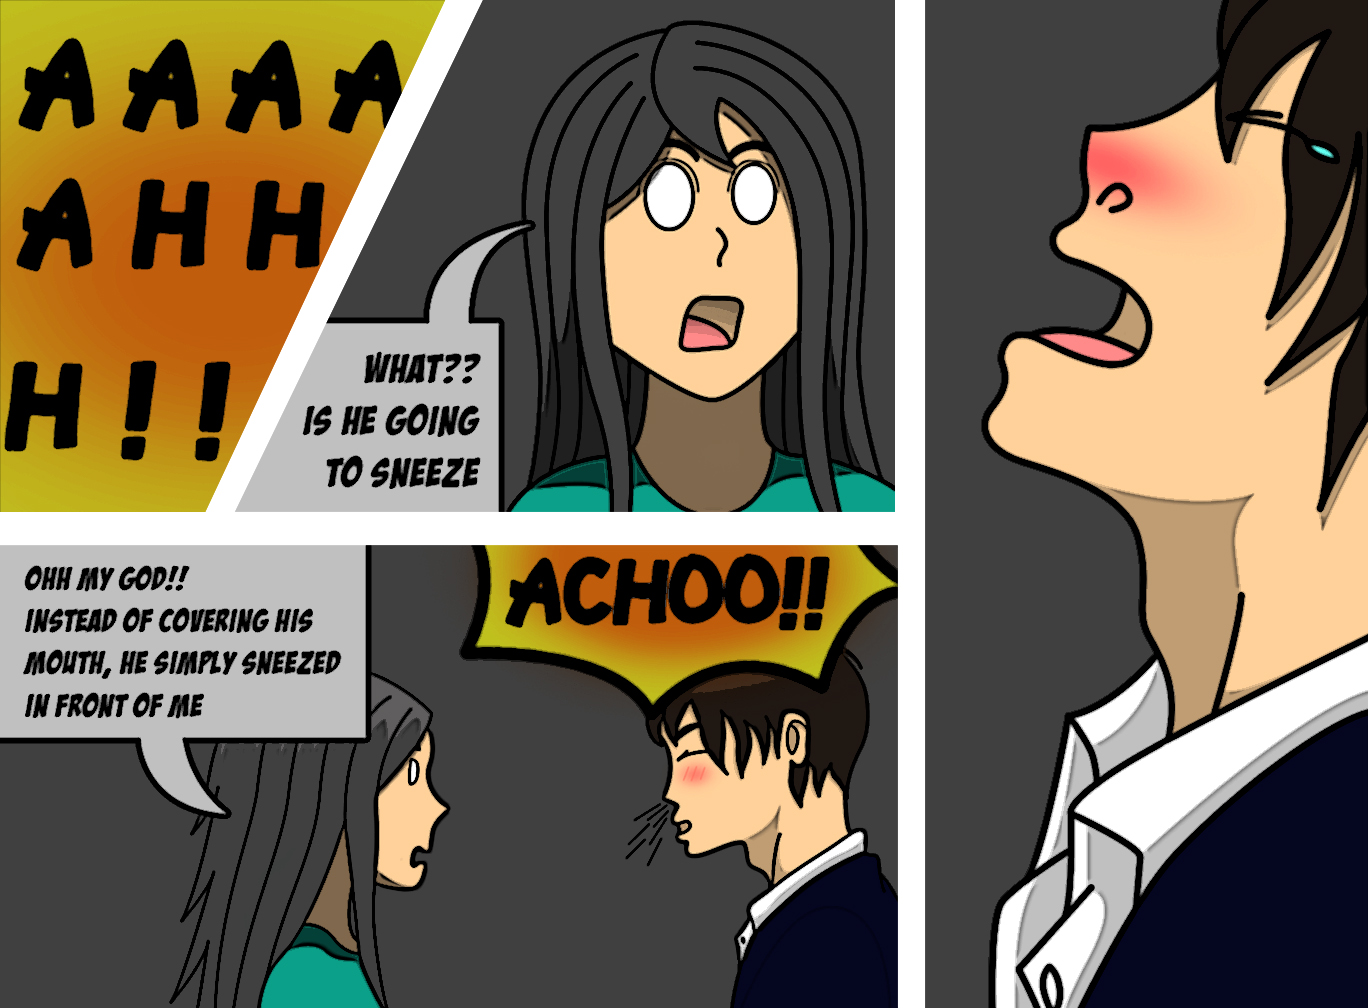 AAAA
AHH
H!!
WHAT??
IS HE GOING
TO SNEEZE
OHH MY GOD!!
INSTEAD OF COVERING HIS
MOUTH, HE SIMPLY SNEEZED
IN FRONT OF ME
ACHOO!!